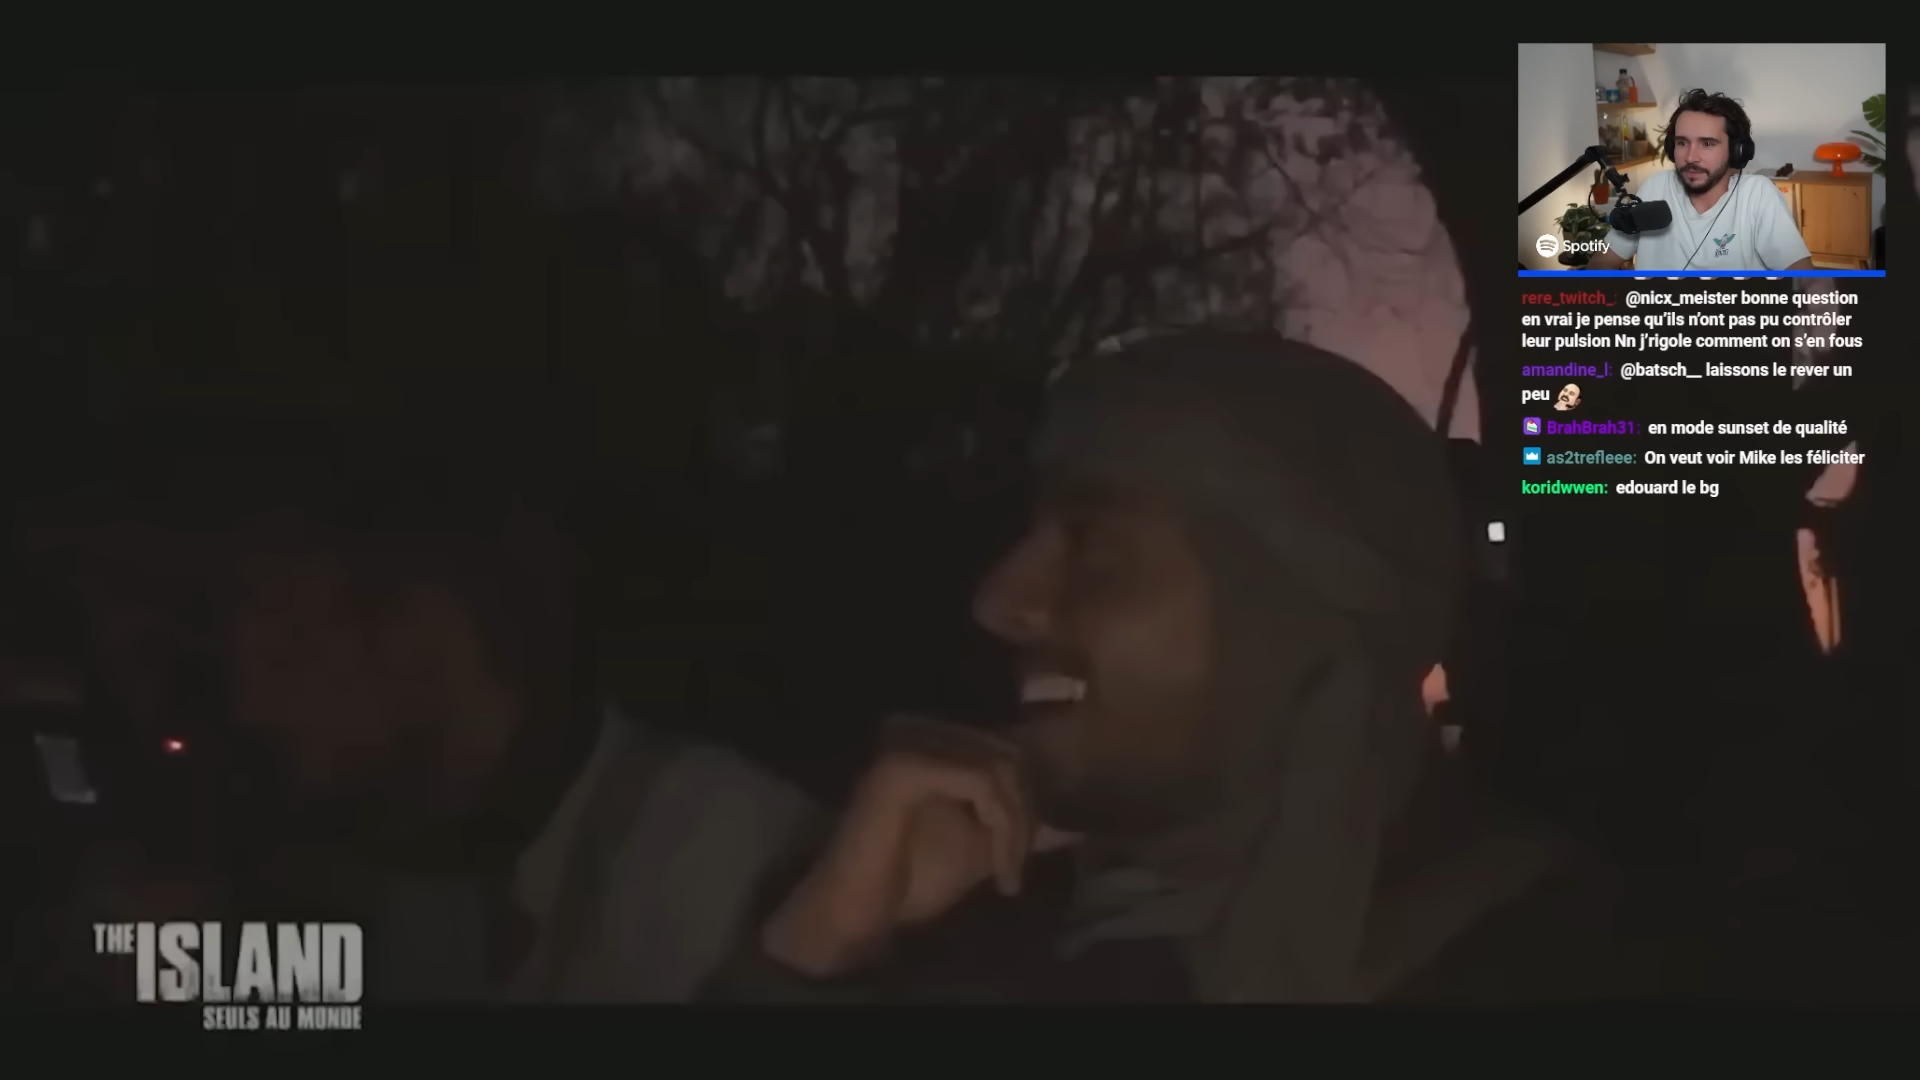 Spotify
rere_twitch_: @nicx_meister bonne question
en vrai je pense qu'ils n'ont pas pu contrôler
leur pulsion Nn j'rigole comment on s'en fous
amandine_l: @batsch__ laissons le rever un
peu
BrahBrah31: en mode sunset de qualité
as2trefleee: On veut voir Mike les féliciter
koridwwen: edouard le bg
THE ISLAND
SEULS AU MONDE